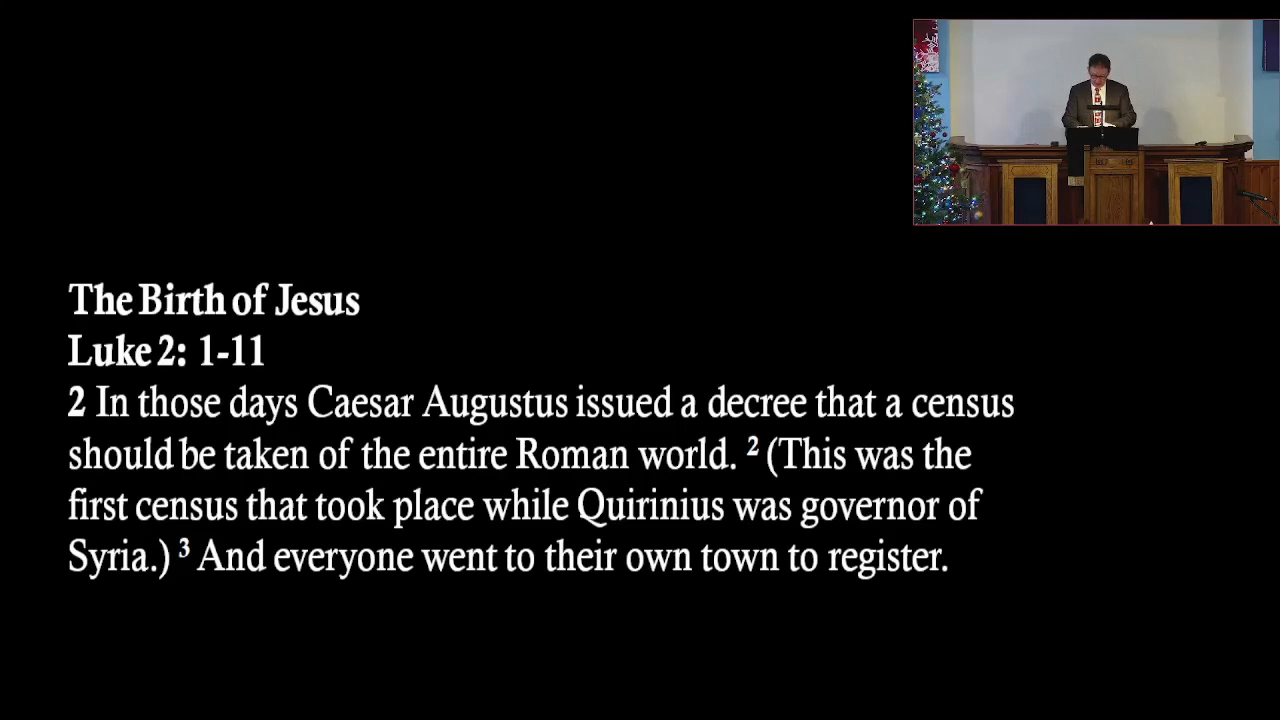 The Birth of Jesus
Luke 2: 1-11
2 In those days Caesar Augustus issued a decree that a census
should be taken of the entire Roman world. 2 (This was the
first census that took place while Quirinius was governor of
Syria.) 3 And everyone went to their own town to register.